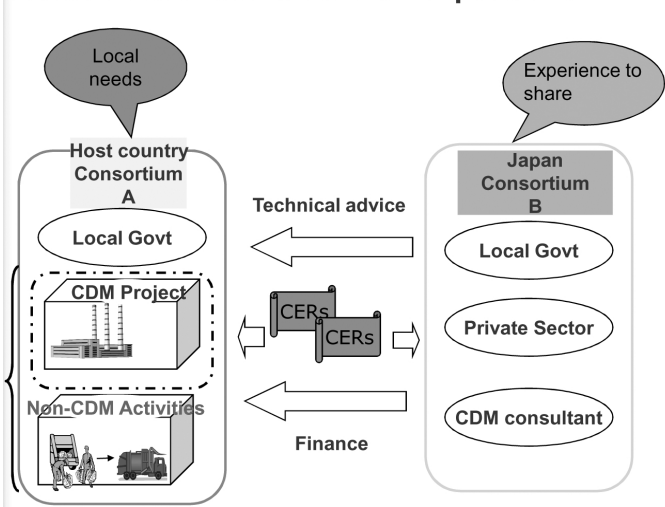 Local
needs
Experience to
share
Host country
Consortium
A
Japan
Consortium
B
Technical advice
Local Govt
Local Govt
CDM Project
CERs
CERs
Private Sector
Non-CDM Activities
CDM consultant
Finance